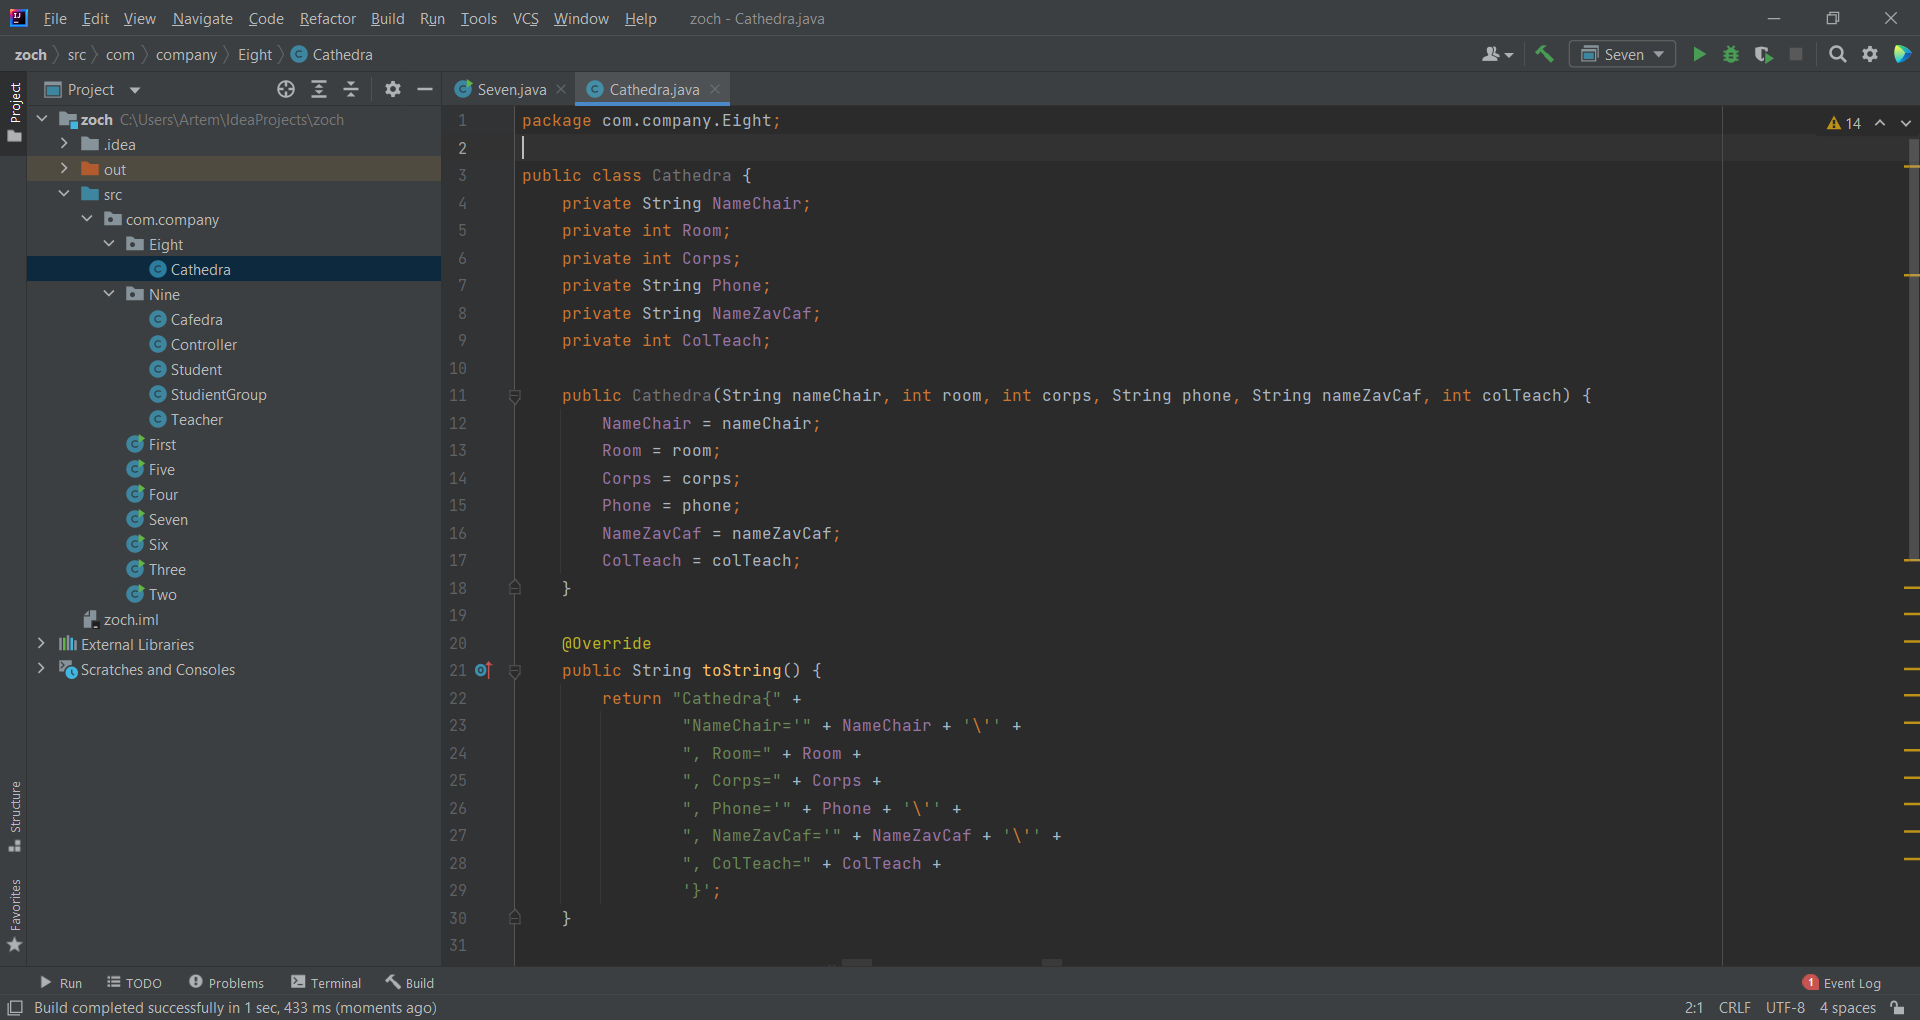 File Edit View Navigate Code Refactor Build Run Tools VCS Window Help zoch - Cathedra.java
zoch src com company Eight Cathedra Seven
Project
Project
Seven.java Cathedra.java
zoch C:\Users\Artem\IdeaProjects\zoch
.idea
out
src
com.company
Eight
Cathedra
Nine
Cafedra
Controller
Student
StudientGroup
Teacher
First
Five
Four
Seven
Six
Three
Two
zoch.iml
External Libraries
Scratches and Consoles
Structure
Favorites
14
1 package com.company.Eight;
2
3 public class Cathedra {
4 private String NameChair;
5 private int Room;
6 private int Corps;
7 private String Phone;
8 private String NameZavCaf;
9 private int ColTeach;
10
11 public Cathedra(String nameChair, int room, int corps, String phone, String nameZavCaf, int colTeach) {
12 NameChair = nameChair;
13 Room = room;
14 Corps = corps;
15 Phone = phone;
16 NameZavCaf = nameZavCaf;
17 ColTeach = colTeach;
18 }
19
20 @Override
21 public String toString() {
22 return "Cathedra{" +
23 "NameChair='" + NameChair + '\'' +
24 ", Room=" + Room +
25 ", Corps=" + Corps +
26 ", Phone='" + Phone + '\'' +
27 ", NameZavCaf='" + NameZavCaf + '\'' +
28 ", ColTeach=" + ColTeach +
29 '}';
30 }
31
Run TODO Problems Terminal Build 1 Event Log
Build completed successfully in 1 sec, 433 ms (moments ago) 2:1 CRLF UTF-8 4 spaces